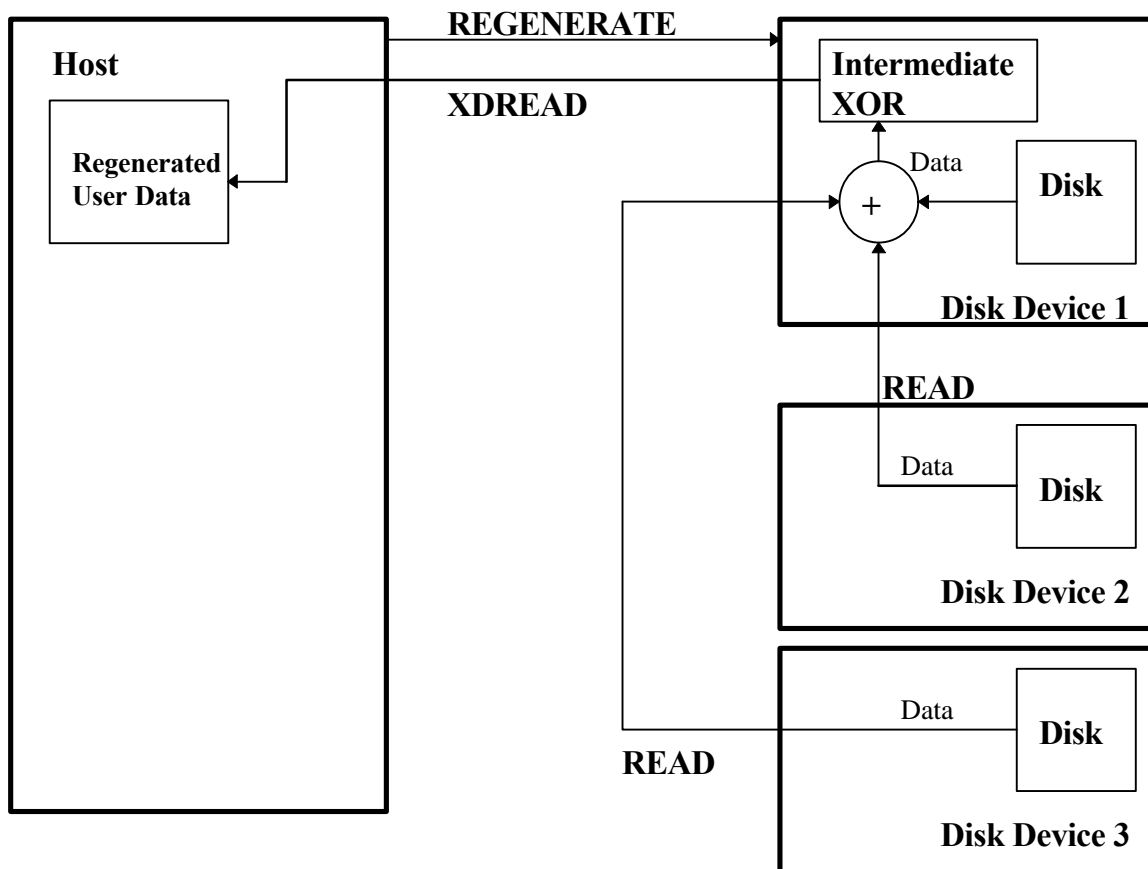 REGENERATE
Host
Intermediate
XOR
XDREAD
Regenerated
User Data
Data
Disk
+
Disk Device 1
READ
Data
Disk
Disk Device 2
Data
Disk
READ
Disk Device 3